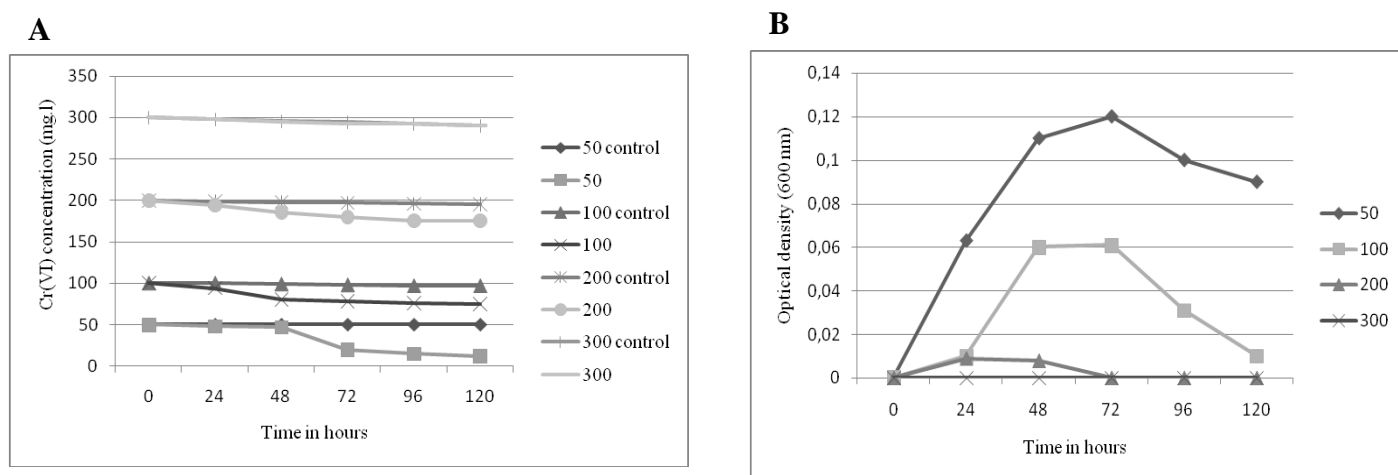 A
350
300
250
200
150
100
50
0
Cr(VI) concentration (mg.l)
0 24 48 72 96 120
Time in hours
50 control
50
100 control
100
200 control
200
300 control
300
B
0,14
0,12
0,1
0,08
0,06
0,04
0,02
0
Optical density (600 nm)
0 24 48 72 96 120
Time in hours
50
100
200
300